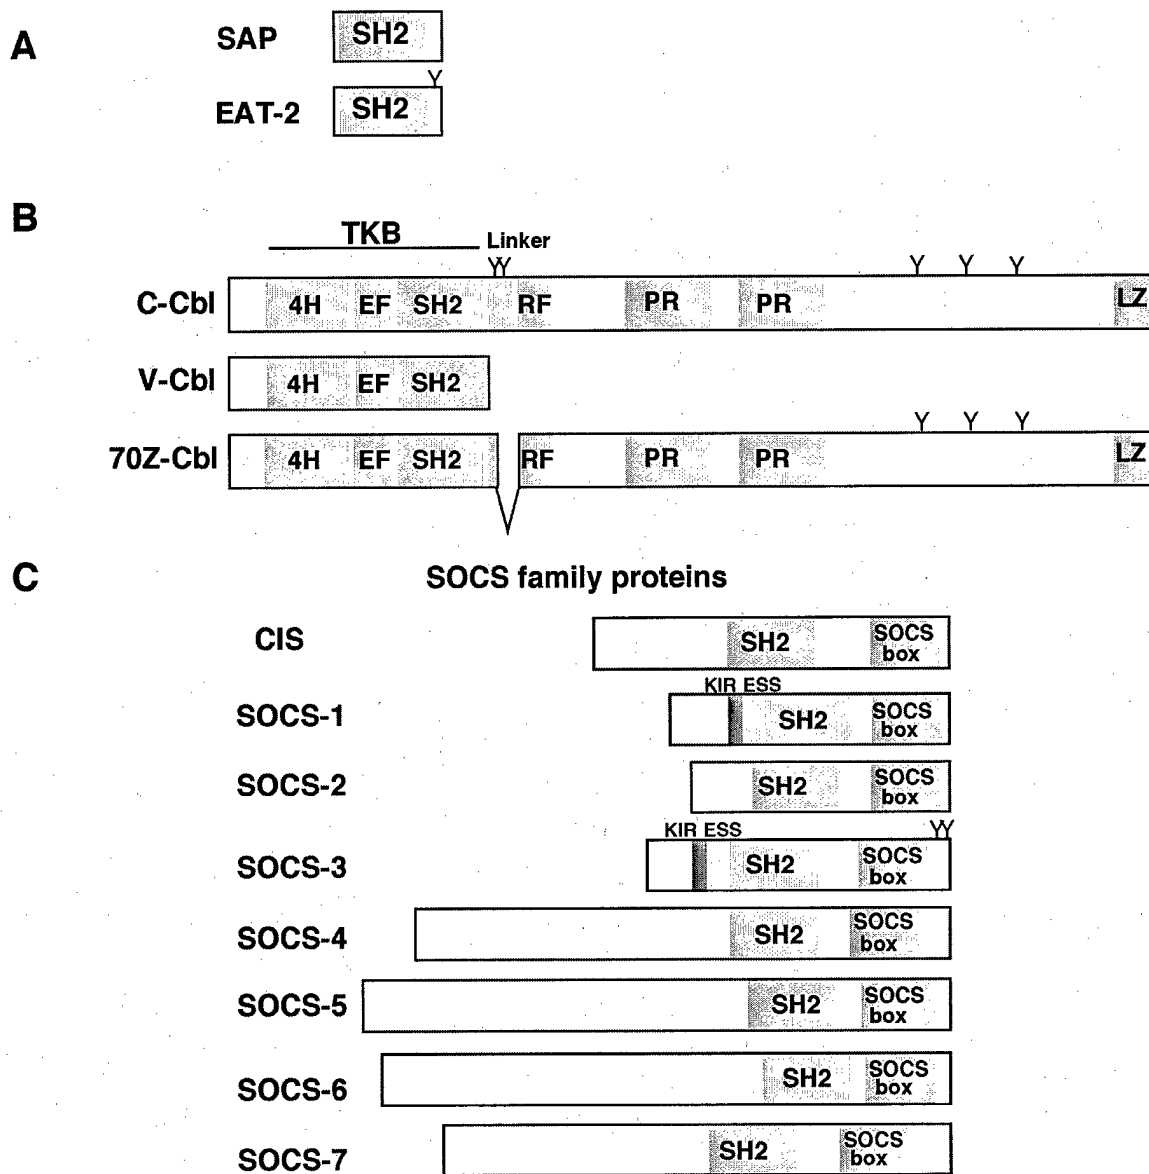 A
SAP
SH2
Y
EAT-2
SH2
B
TKB
Linker
YY
Y Y Y
C-Cbl
4H EF SH2 RF PR PR LZ
V-Cbl
4H EF SH2
Y Y Y
70Z-Cbl
4H EF SH2 RF PR PR LZ
C
SOCS family proteins
CIS
SH2
SOCS
box
KIR ESS
SOCS-1
SH2
SOCS
box
SOCS-2
SH2
SOCS
box
KIR ESS
YY
SOCS-3
SH2
SOCS
box
SOCS-4
SH2
SOCS
box
SOCS-5
SH2
SOCS
box
SOCS-6
SH2
SOCS
box
SOCS-7
SH2
SOCS
box